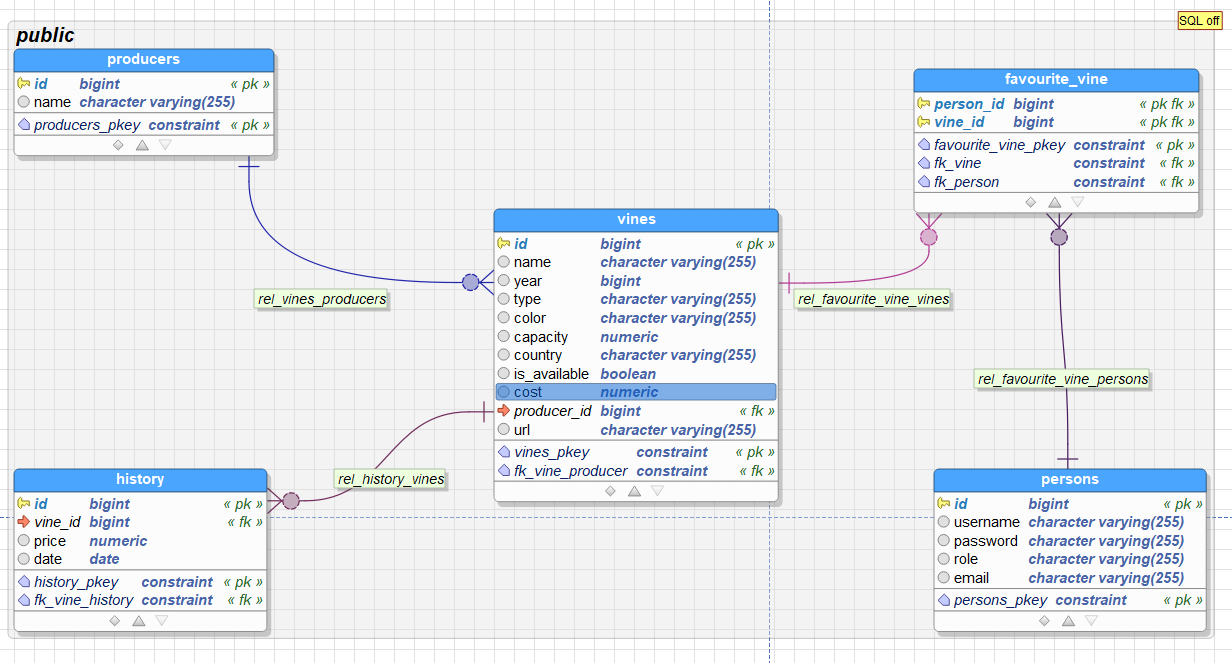 SQL off
public
producers
id bigint « pk »
name character varying(255)
producers_pkey constraint « pk »
favourite_vine
person_id bigint « pk fk »
vine_id bigint « pk fk »
favourite_vine_pkey constraint « pk »
fk_vine constraint « fk »
fk_person constraint « fk »
vines
id bigint « pk »
name character varying(255)
year bigint
type character varying(255)
color character varying(255)
capacity numeric
country character varying(255)
is_available boolean
cost numeric
producer_id bigint « fk »
url character varying(255)
vines_pkey constraint « pk »
fk_vine_producer constraint « fk »
rel_vines_producers
rel_favourite_vine_vines
rel_favourite_vine_persons
rel_history_vines
history
id bigint « pk »
vine_id bigint « fk »
price numeric
date date
history_pkey constraint « pk »
fk_vine_history constraint « fk »
persons
id bigint « pk »
username character varying(255)
password character varying(255)
role character varying(255)
email character varying(255)
persons_pkey constraint « pk »